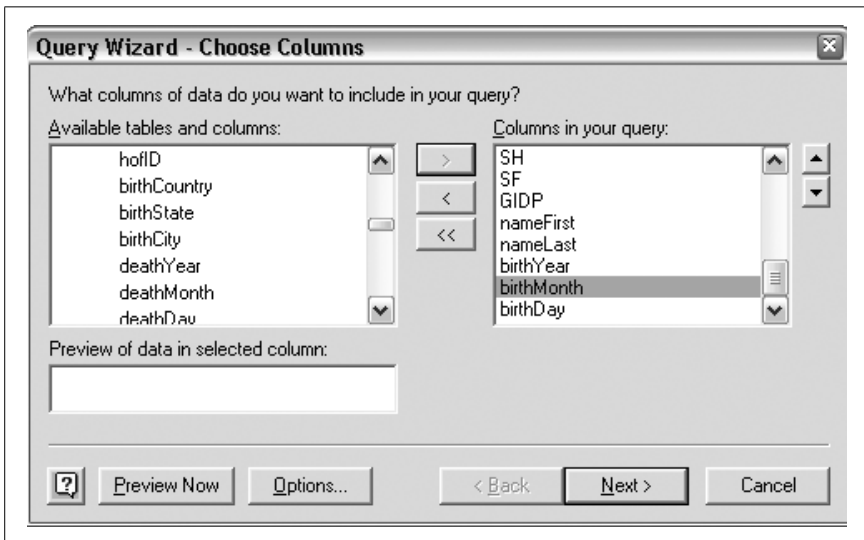 Query Wizard - Choose Columns
What columns of data do you want to include in your query?
Available tables and columns:
hofID
birthCountry
birthState
birthCity
deathYear
deathMonth
deathDay
>
<
<<
Columns in your query:
SH
SF
GIDP
nameFirst
nameLast
birthYear
birthMonth
birthDay
Preview of data in selected column:
?
Preview Now
Options...
< Back
Next >
Cancel